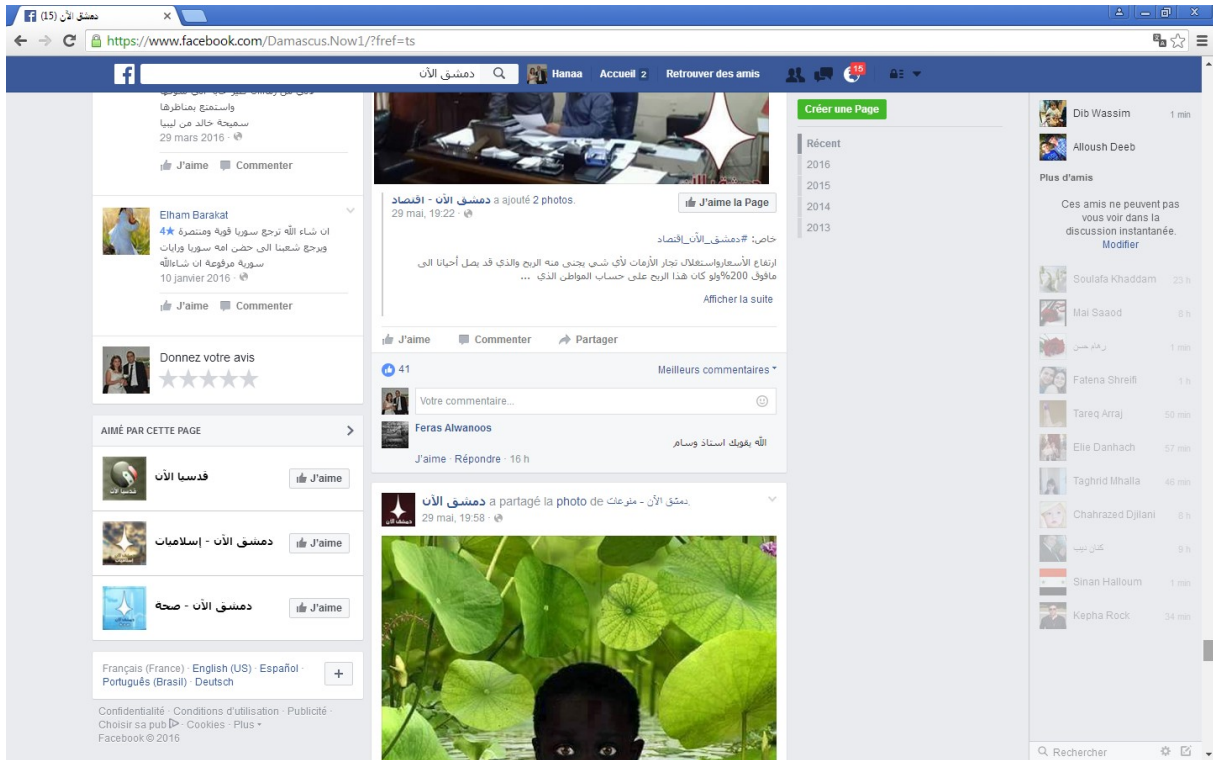 دمشق الآن (15)
https://www.facebook.com/Damascus.Now1/?fref=ts
دمشق الآن
Hanaa
Accueil 2
Retrouver des amis
15
واستمتع بمناظرها
سميحة خالد من ليبيا
29 mars 2016
J'aime Commenter
Elham Barakat
4★ ان شاء الله ترجع سوريا قوية ومنتصرة
ويرجع شعبنا الى حضن امه سوريا ورايات
سورية مرفوعة ان شاءالله
10 janvier 2016
J'aime Commenter
Donnez votre avis
AIMÉ PAR CETTE PAGE
قدسيا الآن
J'aime
دمشق الآن - إسلاميات
J'aime
دمشق الآن - صحة
J'aime
Français (France) · English (US) · Español ·
Português (Brasil) · Deutsch
Confidentialité · Conditions d'utilisation · Publicité ·
Choisir sa pub · Cookies · Plus
Facebook © 2016
دمشق الآن - اقتصاد a ajouté 2 photos.
29 mai, 19:22
J'aime la Page
خاص: #دمشق_الآن_اقتصاد
ارتفاع الأسعارواستغلال تجار الأزمات لأي شـي يجنى منه الربح والذي قد يصل أحيانا الى
مافوق 200%ولو كان هذا الربح على حساب المواطن الذي ...
Afficher la suite
J'aime Commenter Partager
41
Meilleurs commentaires
Votre commentaire...
Feras Alwanoos
الله يقويك استاذ وسام
J'aime · Répondre · 16 h
دمشق الآن a partagé la photo de دمشق الآن - منوعات.
29 mai, 19:58
Créer une Page
Récent
2016
2015
2014
2013
Dib Wassim 1 min
Alloush Deeb
Plus d'amis
Ces amis ne peuvent pas
vous voir dans la
discussion instantanée.
Modifier
Soulafa Khaddam
Mai Saaod 8 h
رهام حسن 1 min
Fatena Shreifi 1 h
Tareq Arraj 50 min
Elie Danhach 57 min
Taghrid Mhalla 46 min
Chahrazed Djilani
كنان ديب
Sinan Halloum 1 min
Kepha Rock 34 min
Rechercher